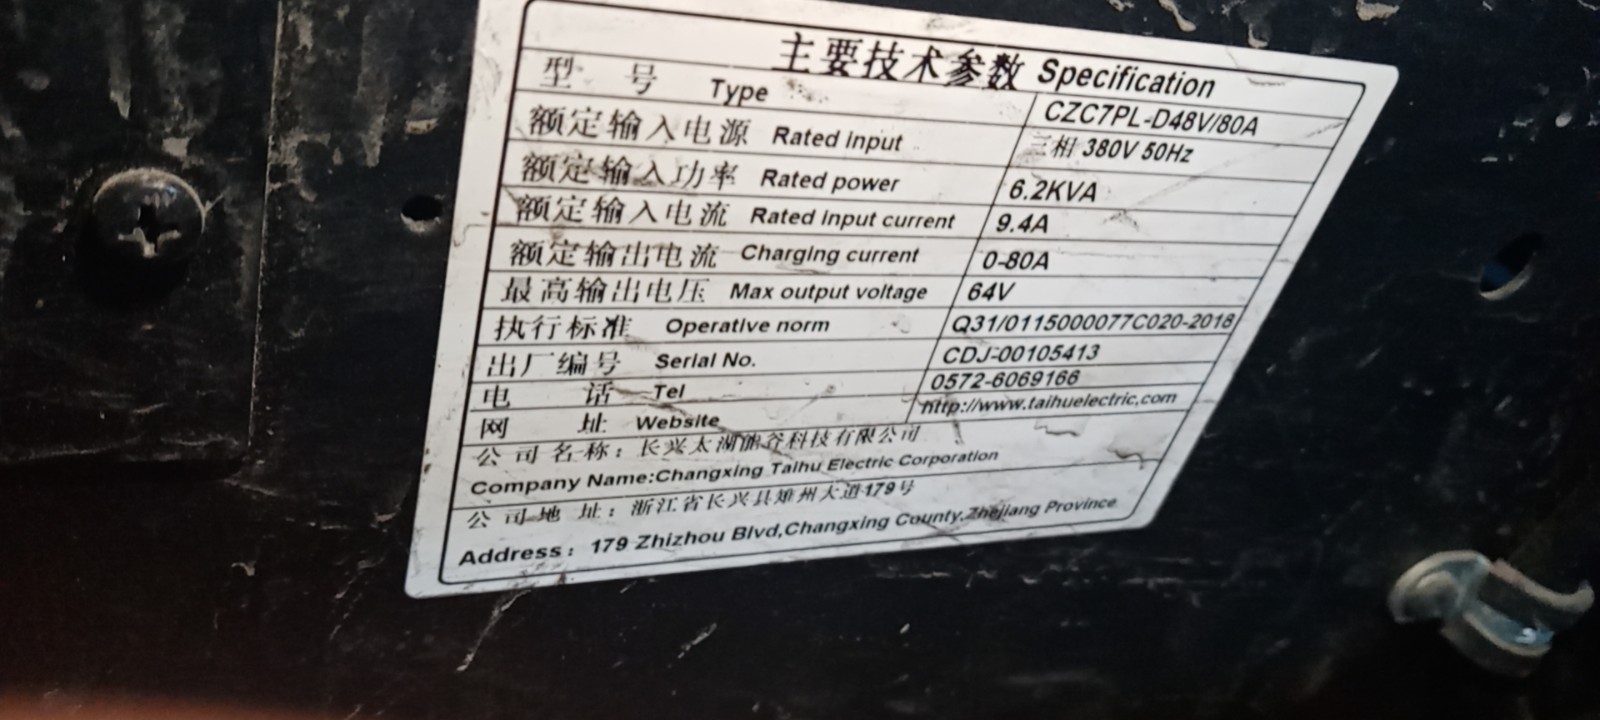 主要技术参数 Specification
型 号 Type CZC7PL-D48V/80A
额定输入电源 Rated input 三相 380V 50Hz
额定输入功率 Rated power 6.2KVA
额定输入电流 Rated input current 9.4A
额定输出电流 Charging current 0-80A
最高输出电压 Max output voltage 64V
执行标准 Operative norm Q31/0115000077C020-2018
出厂编号 Serial No. CDJ-00105413
电 话 Tel 0572-6069166
网 址 Website http://www.taihuelectric,com
公司名称：长兴太湖能谷科技有限公司
Company Name:Changxing Taihu Electric Corporation
公司地址：浙江省长兴县雉州大道179号
Address：179 Zhizhou Blvd,Changxing County,Zhejiang Province